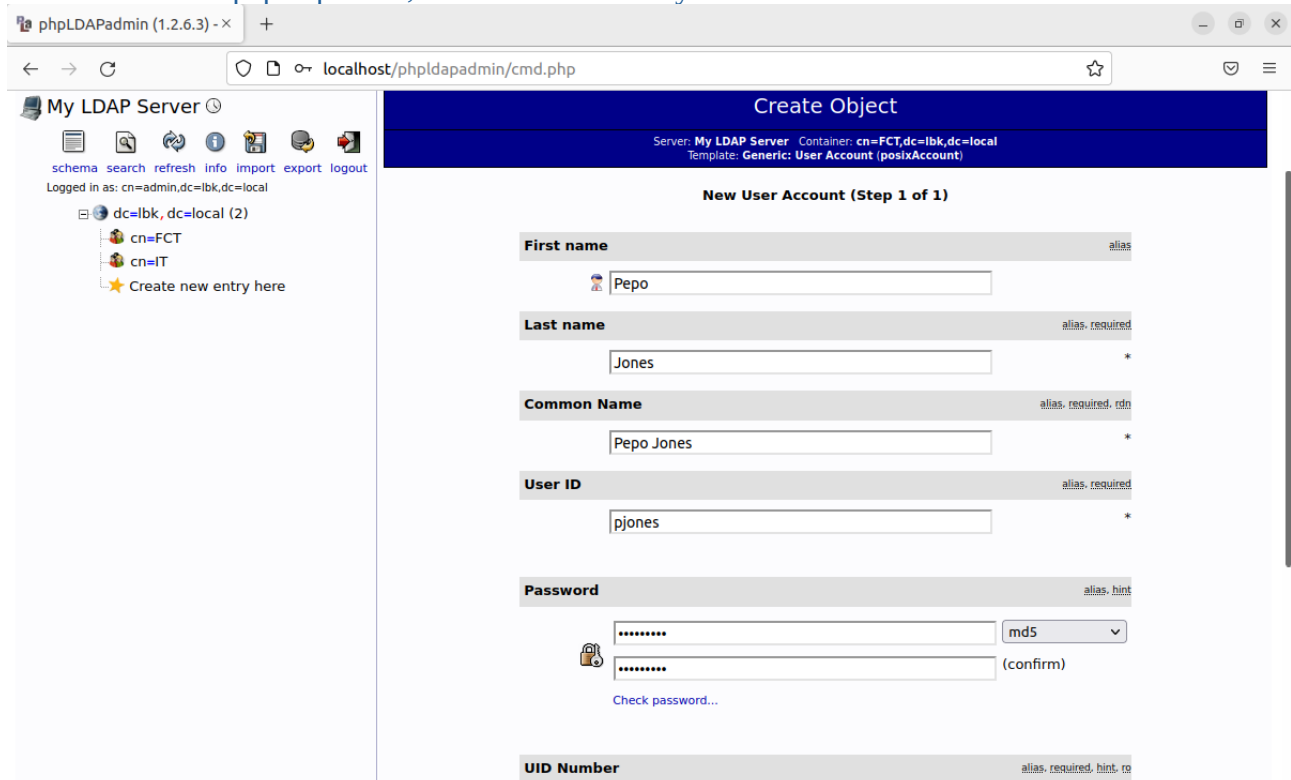 phpLDAPadmin (1.2.6.3) - ×
+
localhost/phpldapadmin/cmd.php
My LDAP Server
schema search refresh info import export logout
Logged in as: cn=admin,dc=lbk,dc=local
dc=lbk, dc=local (2)
cn=FCT
cn=IT
Create new entry here
Create Object
Server: My LDAP Server Container: cn=FCT,dc=lbk,dc=local
Template: Generic: User Account (posixAccount)
New User Account (Step 1 of 1)
First name alias
Pepo
Last name alias, required
Jones *
Common Name alias, required, rdn
Pepo Jones *
User ID alias, required
pjones *
Password alias, hint
••••••••• md5
••••••••• (confirm)
Check password...
UID Number alias, required, hint, ro